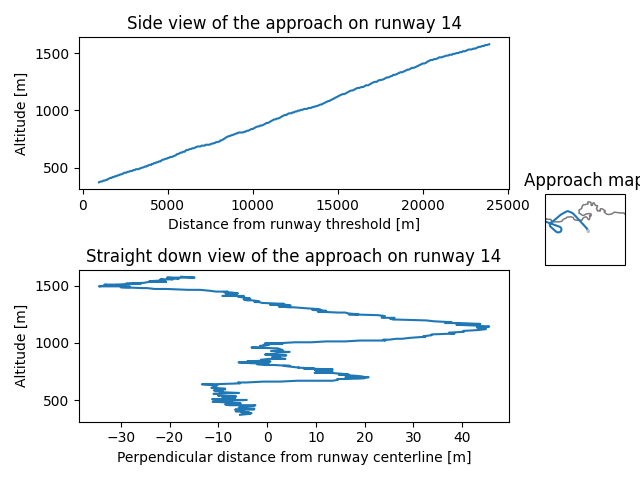 Side view of the approach on runway 14
1500
1000
500
Altitude [m]
0 5000 10000 15000 20000 25000
Distance from runway threshold [m]
Approach map
Straight down view of the approach on runway 14
1500
1000
500
Altitude [m]
−30 −20 −10 0 10 20 30 40
Perpendicular distance from runway centerline [m]